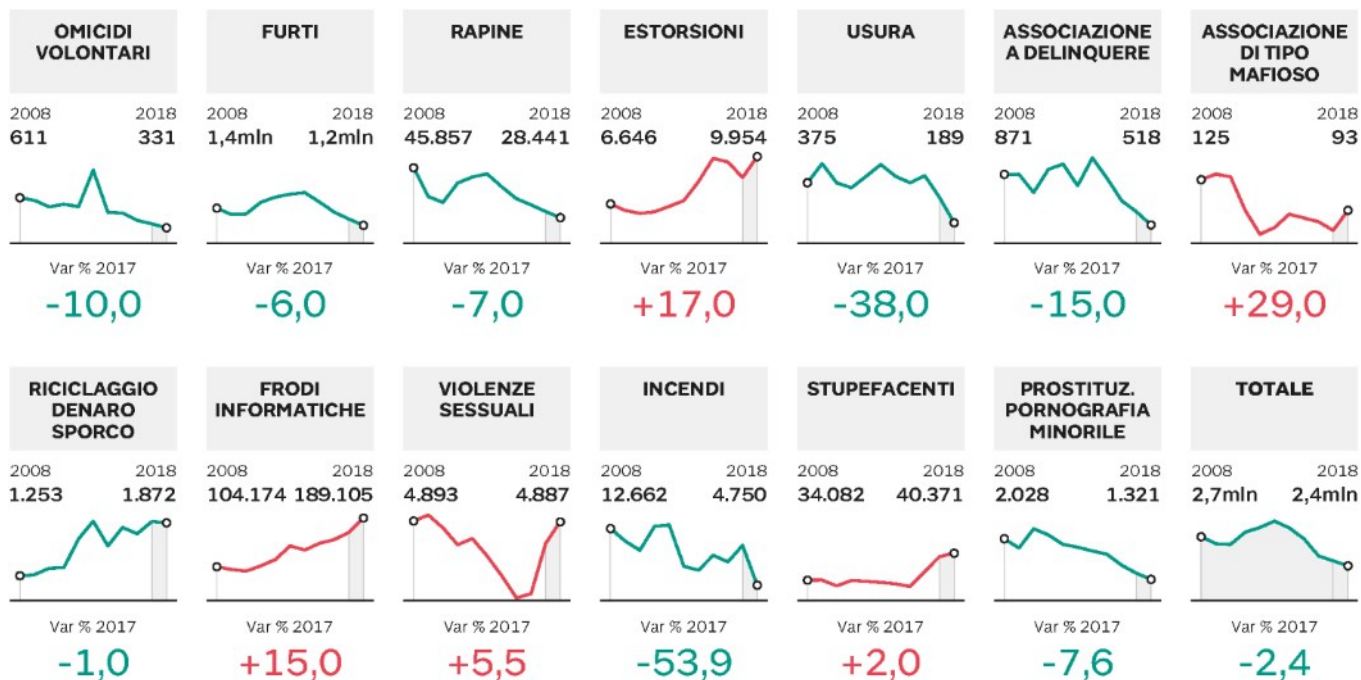 OMICIDI
VOLONTARI
2008 2018
611 331
Var % 2017
-10,0
FURTI
2008 2018
1,4mln 1,2mln
Var % 2017
-6,0
RAPINE
2008 2018
45.857 28.441
Var % 2017
-7,0
ESTORSIONI
2008 2018
6.646 9.954
Var % 2017
+17,0
USURA
2008 2018
375 189
Var % 2017
-38,0
ASSOCIAZIONE
A DELINQUERE
2008 2018
871 518
Var % 2017
-15,0
ASSOCIAZIONE
DI TIPO
MAFIOSO
2008 2018
125 93
Var % 2017
+29,0
RICICLAGGIO
DENARO
SPORCO
2008 2018
1.253 1.872
Var % 2017
-1,0
FRODI
INFORMATICHE
2008 2018
104.174 189.105
Var % 2017
+15,0
VIOLENZE
SESSUALI
2008 2018
4.893 4.887
Var % 2017
+5,5
INCENDI
2008 2018
12.662 4.750
Var % 2017
-53,9
STUPEFACENTI
2008 2018
34.082 40.371
Var % 2017
+2,0
PROSTITUZ.
PORNOGRAFIA
MINORILE
2008 2018
2.028 1.321
Var % 2017
-7,6
TOTALE
2008 2018
2,7mln 2,4mln
Var % 2017
-2,4